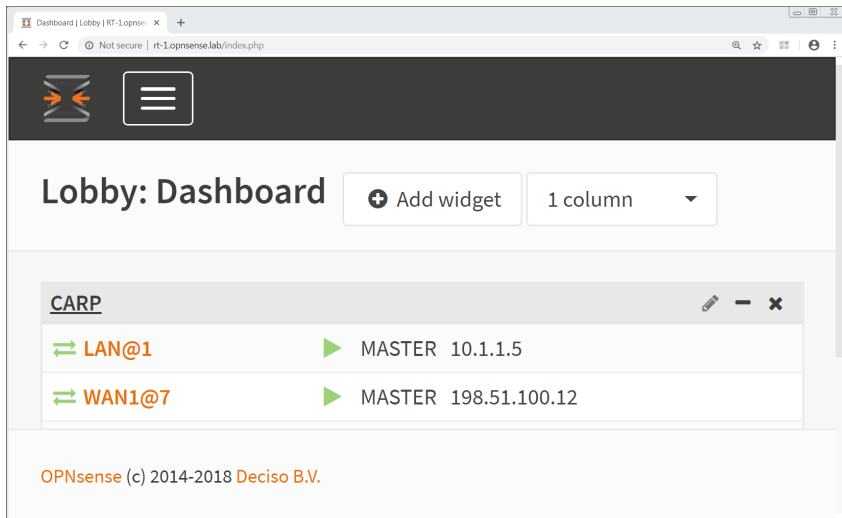 Dashboard | Lobby | RT-1.opnsen
Not secure | rt-1.opnsense.lab/index.php
Lobby: Dashboard
Add widget
1 column
CARP
LAN@1 MASTER 10.1.1.5
WAN1@7 MASTER 198.51.100.12
OPNsense (c) 2014-2018 Deciso B.V.